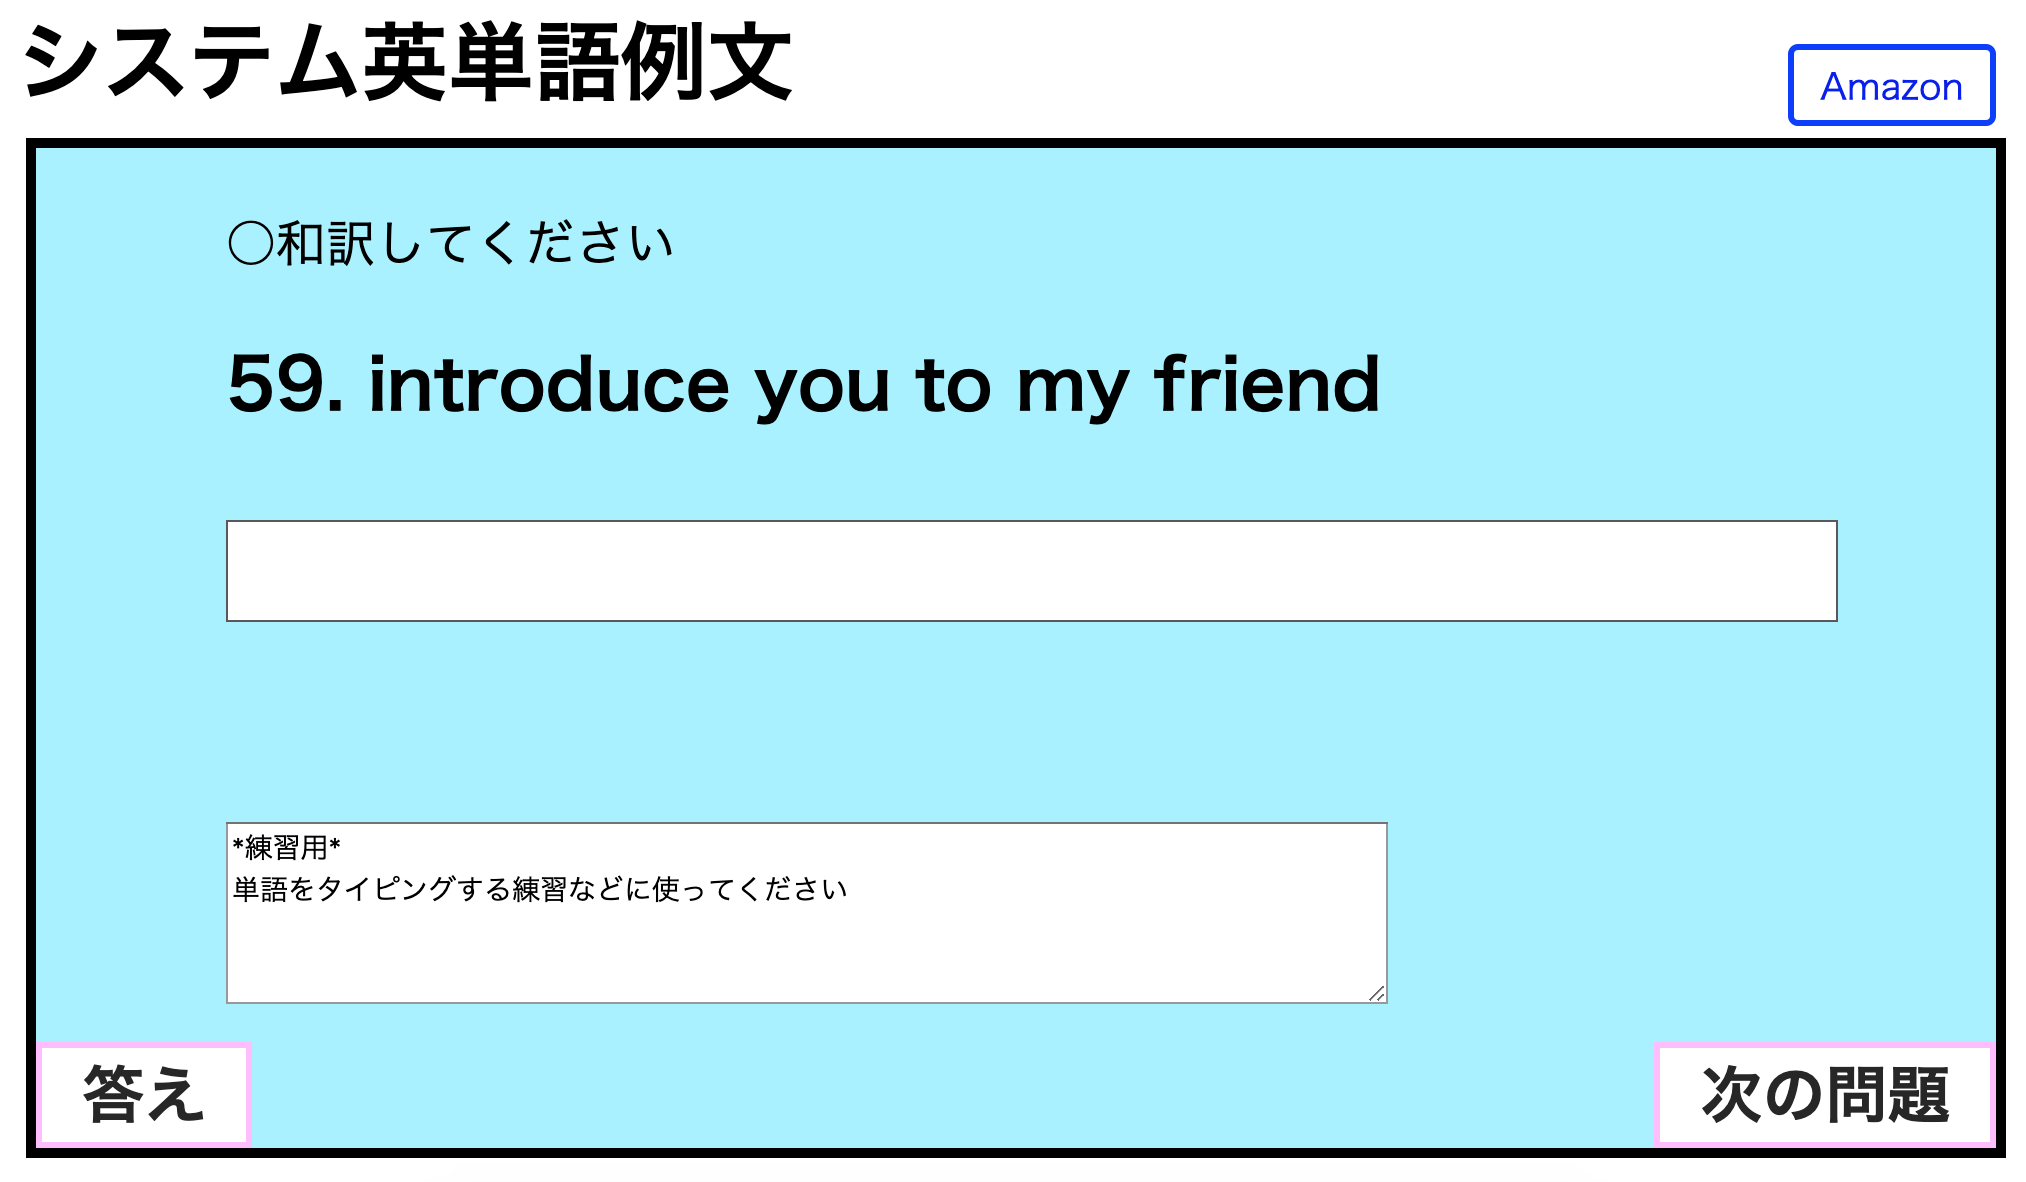 システム英単語例文
Amazon
○和訳してください
59. introduce you to my friend
*練習用*
単語をタイピングする練習などに使ってください
答え
次の問題